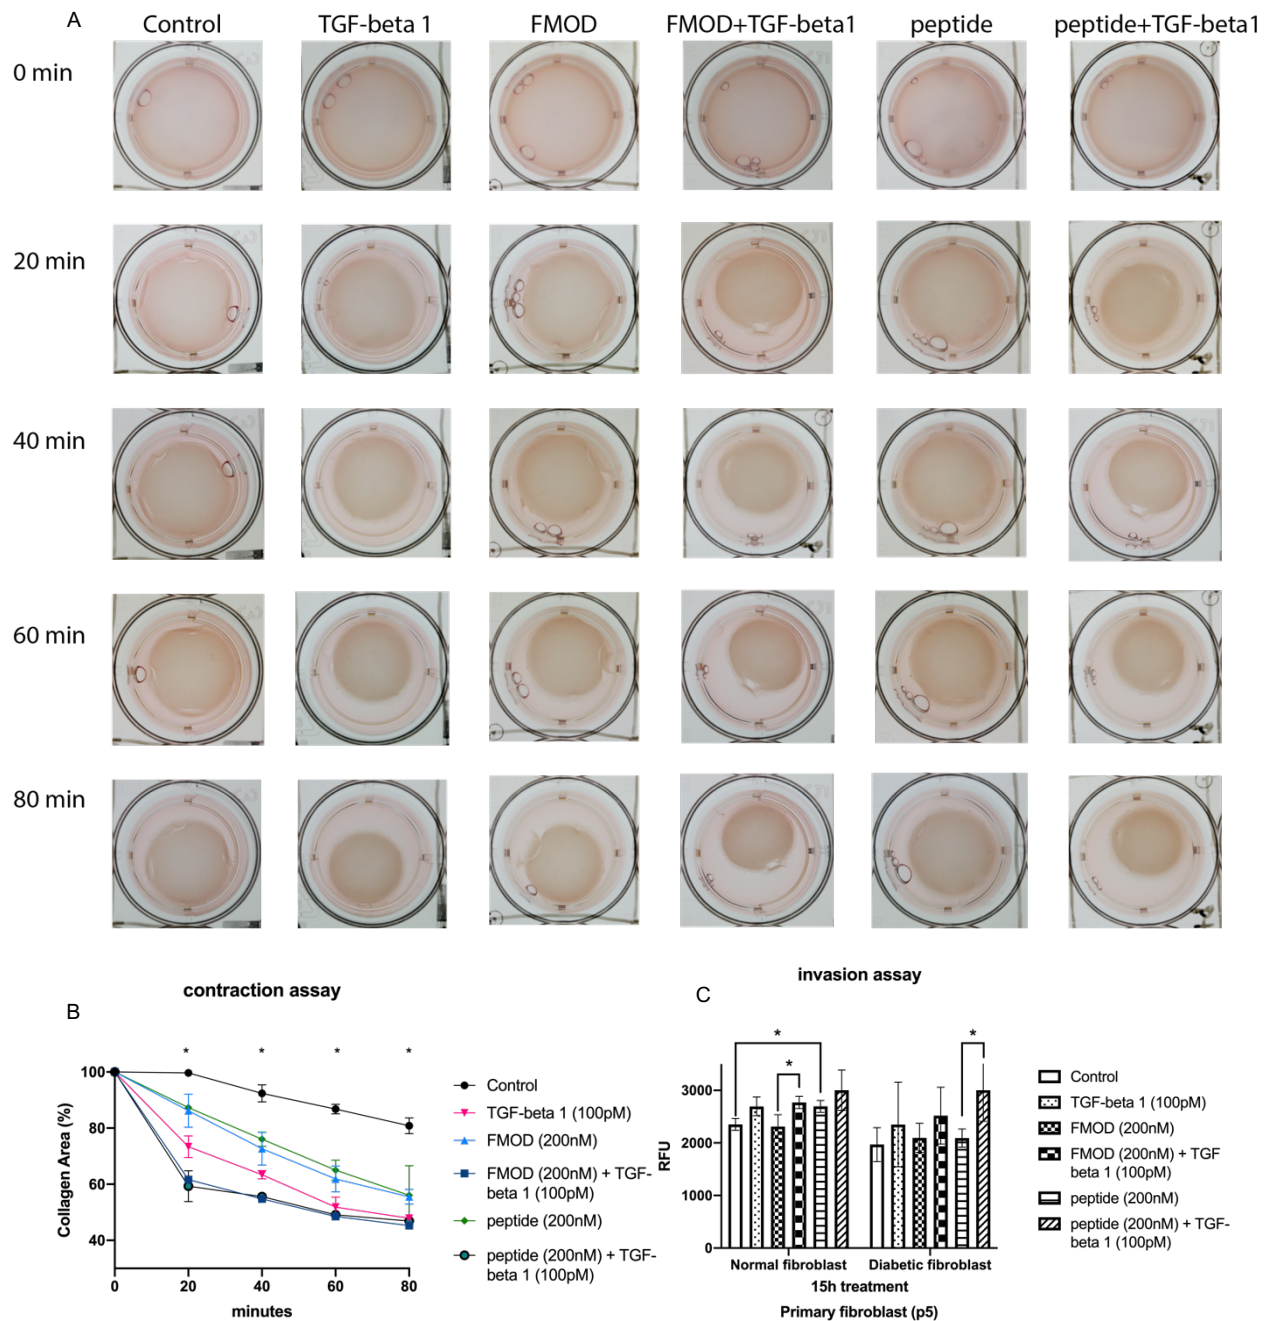 A
Control
TGF-beta 1
FMOD
FMOD+TGF-beta1
peptide
peptide+TGF-beta1
0 min
20 min
40 min
60 min
80 min
contraction assay
B
Collagen Area (%)
100
80
60
40
* * * *
0 20 40 60 80
minutes
Control
TGF-beta 1 (100pM)
FMOD (200nM)
FMOD (200nM) + TGF-
beta 1 (100pM)
peptide (200nM)
peptide (200nM) + TGF-
beta 1 (100pM)
invasion assay
C
RFU
3000
2000
1000
0
* * *
Normal fibroblast
Diabetic fibroblast
15h treatment
Primary fibroblast (p5)
Control
TGF-beta 1 (100pM)
FMOD (200nM)
FMOD (200nM) + TGF
beta 1 (100pM)
peptide (200nM)
peptide (200nM) + TGF-
beta 1 (100pM)